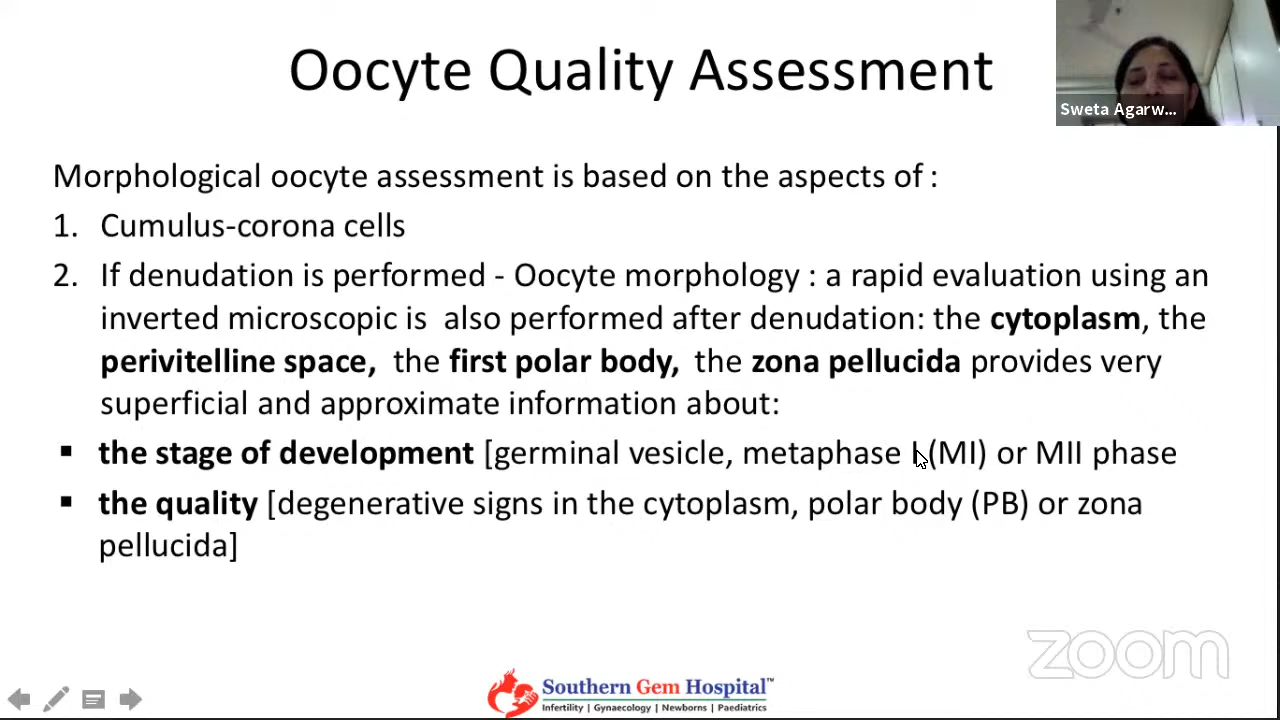 Oocyte Quality Assessment
Sweta Agarw...
Morphological oocyte assessment is based on the aspects of :
1. Cumulus-corona cells
2. If denudation is performed - Oocyte morphology : a rapid evaluation using an
inverted microscopic is also performed after denudation: the cytoplasm, the
perivitelline space, the first polar body, the zona pellucida provides very
superficial and approximate information about:
▪ the stage of development [germinal vesicle, metaphase I (MI) or MII phase
▪ the quality [degenerative signs in the cytoplasm, polar body (PB) or zona
pellucida]
zoom
Southern Gem Hospital™
Infertility | Gynaecology | Newborns | Paediatrics